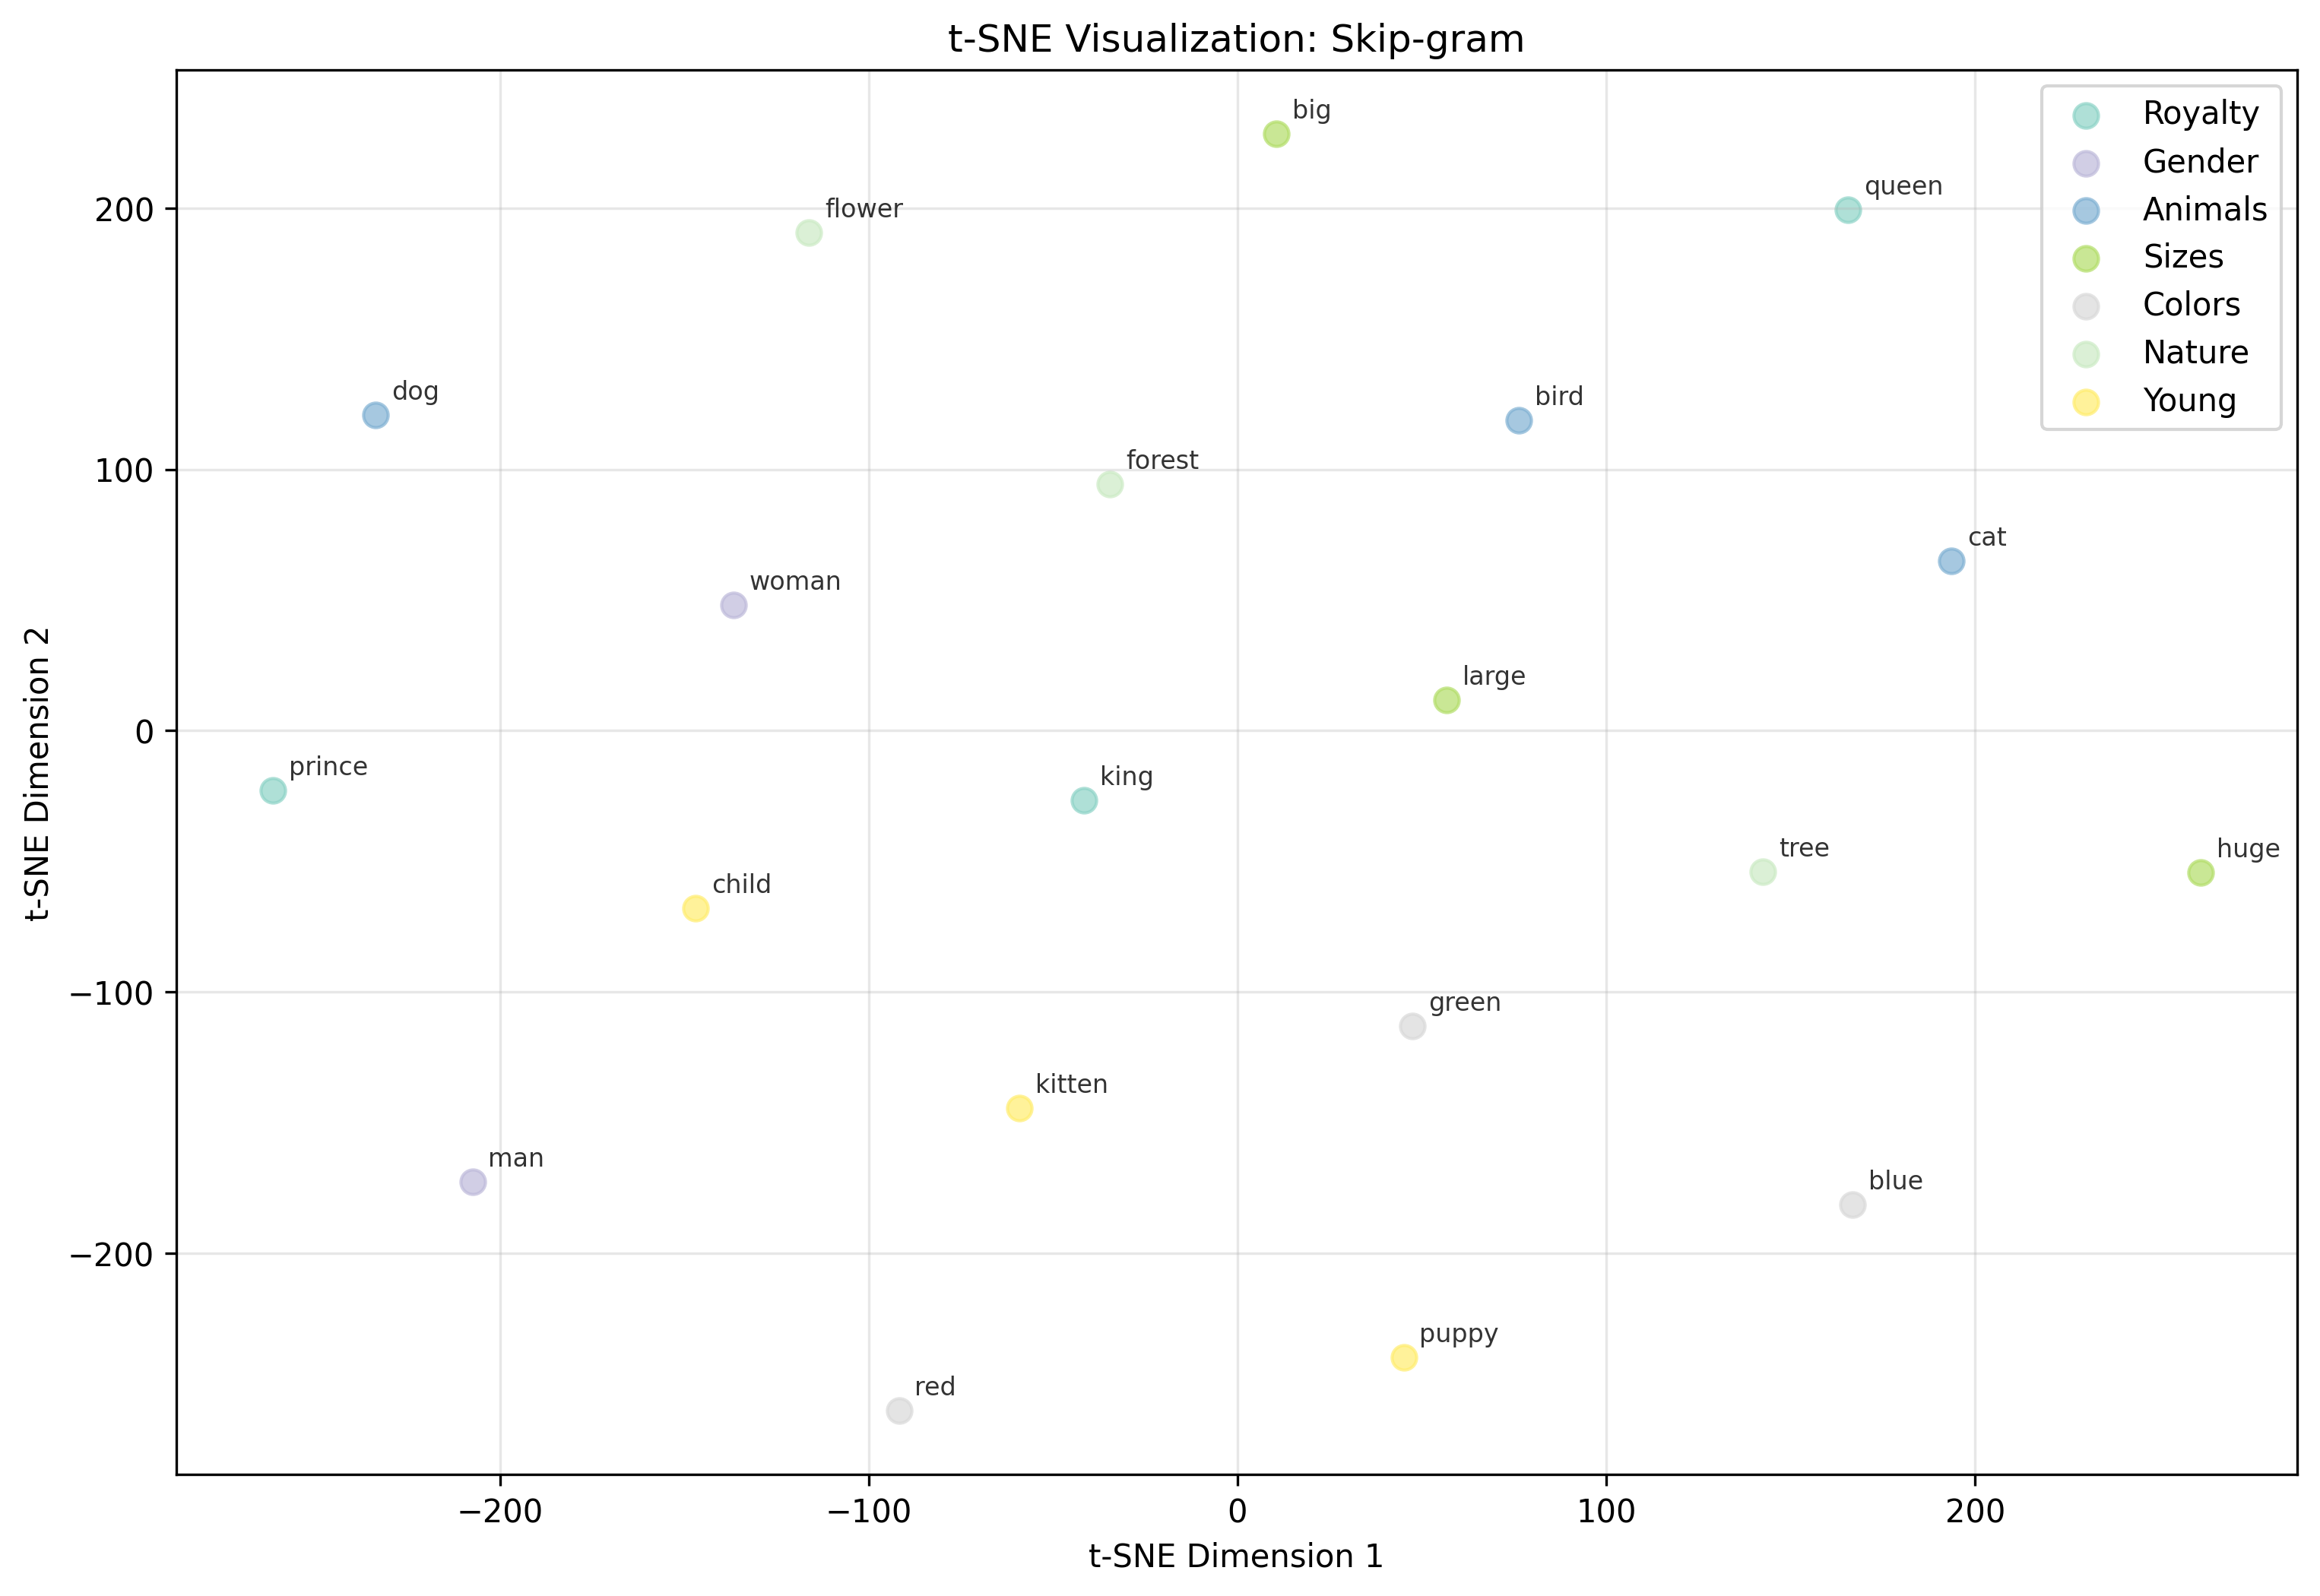 t-SNE Visualization: Skip-gram
big
queen
flower
dog
bird
forest
cat
woman
large
prince
king
tree
huge
child
green
kitten
man
blue
puppy
red
Royalty
Gender
Animals
Sizes
Colors
Nature
Young
t-SNE Dimension 2
200
100
0
−100
−200
−200
−100
0
100
200
t-SNE Dimension 1